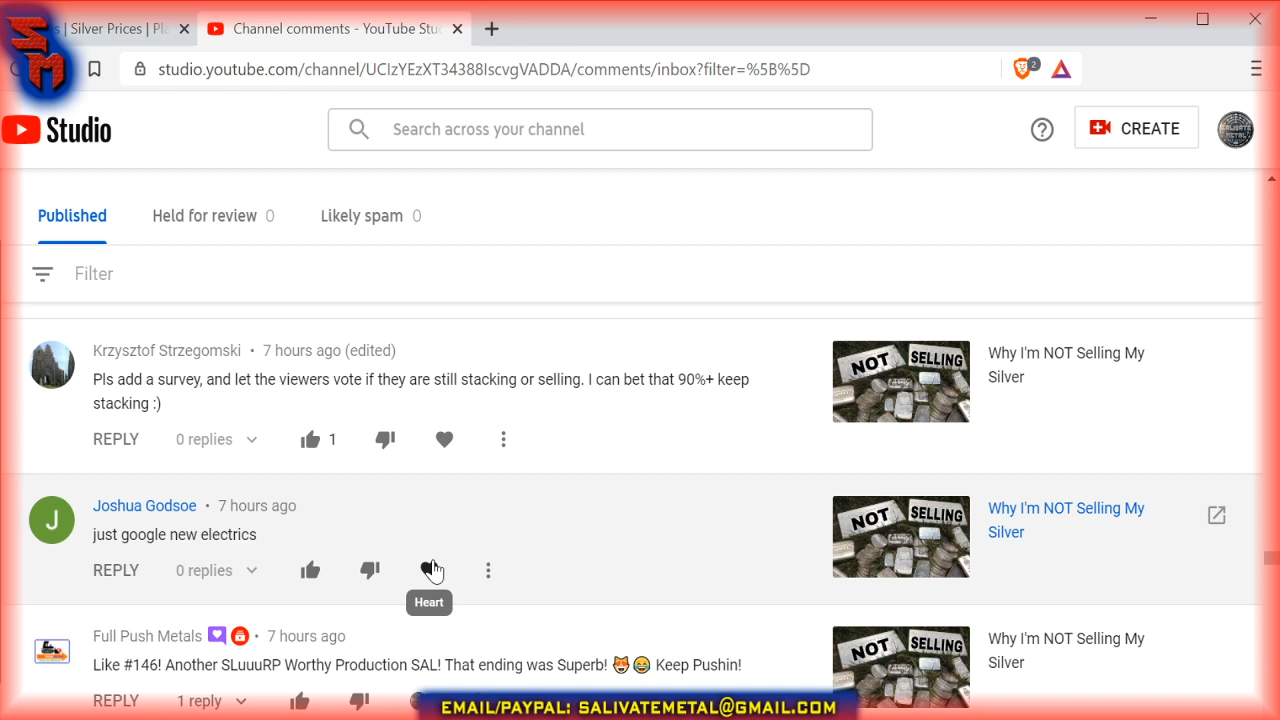 SM
| Silver Prices | Pla
Channel comments - YouTube Stu
studio.youtube.com/channel/UCIzYEzXT34388IscvgVADDA/comments/inbox?filter=%5B%5D
2
Studio
Search across your channel
CREATE
Published
Held for review 0
Likely spam 0
Filter
Krzysztof Strzegomski • 7 hours ago (edited)
Pls add a survey, and let the viewers vote if they are still stacking or selling. I can bet that 90%+ keep
stacking :)
REPLY 0 replies 1
NOT SELLING
Why I'm NOT Selling My
Silver
J
Joshua Godsoe • 7 hours ago
just google new electrics
REPLY 0 replies
Heart
NOT SELLING
Why I'm NOT Selling My
Silver
Full Push Metals • 7 hours ago
Like #146! Another SLuuuRP Worthy Production SAL! That ending was Superb! 😻😂 Keep Pushin!
REPLY 1 reply
NOT SELLING
Why I'm NOT Selling My
Silver
EMAIL/PAYPAL: SALIVATEMETAL@GMAIL.COM